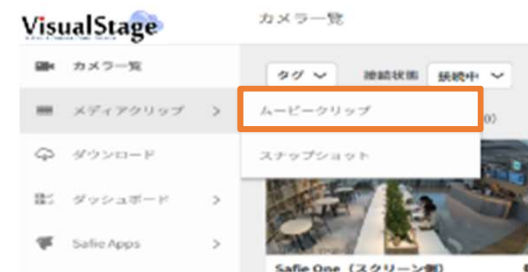 VisualStage
カメラ一覧
カメラ一覧
タグ
接続状態
接続中
メディアクリップ
ムービークリップ
0)
ダウンロード
スナップショット
ダッシュボード
Safie Apps
Safie One (スクリーン側)